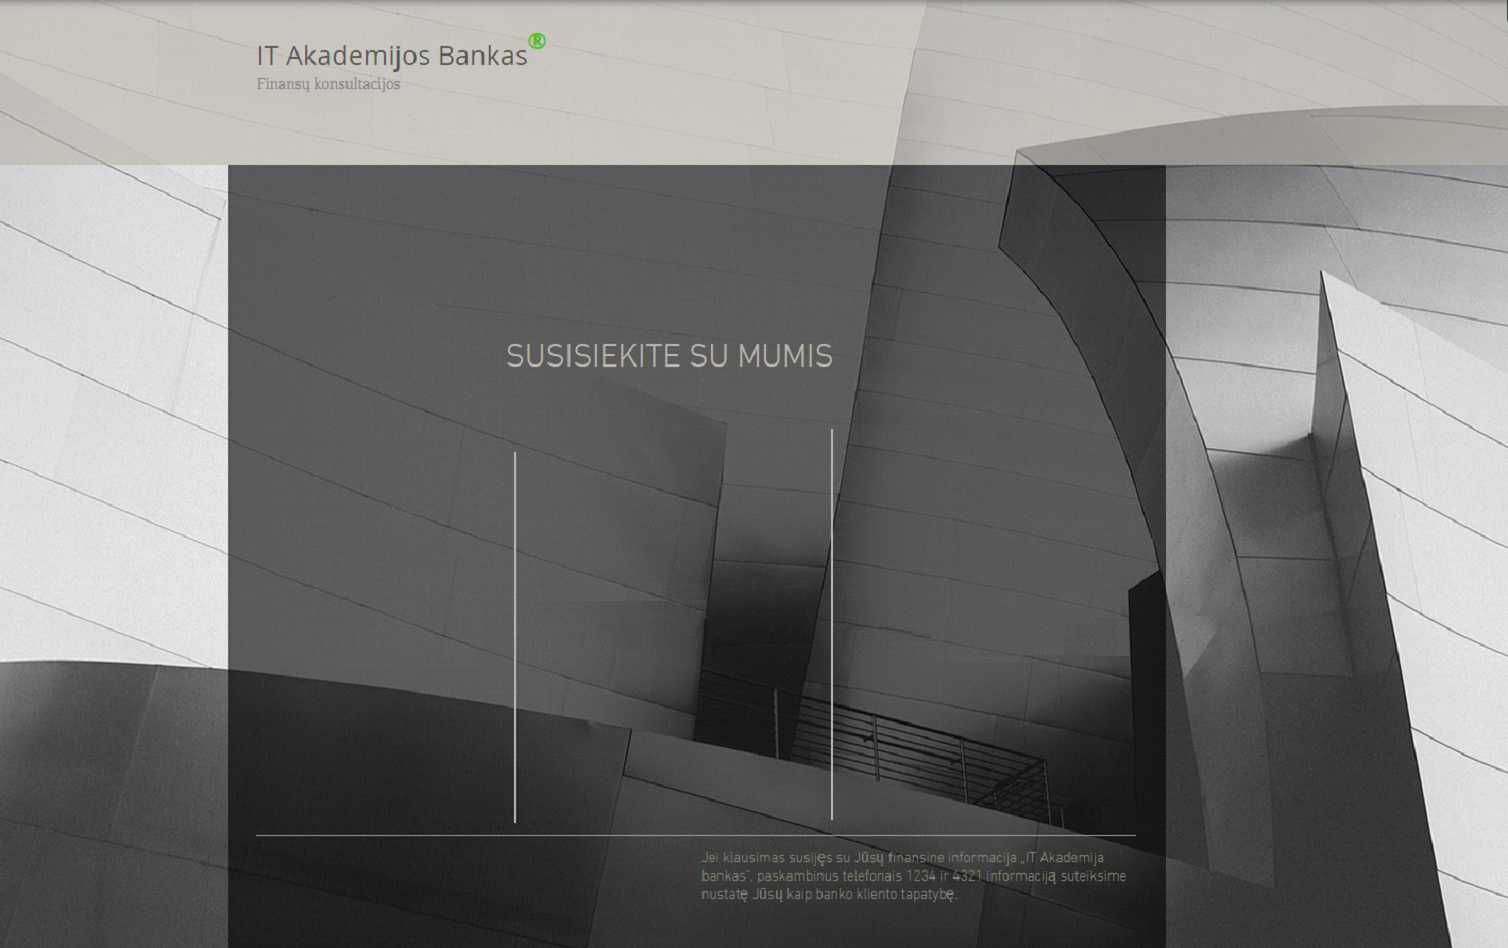 IT Akademijos Bankas®
Finansų konsultacijos
SUSISIEKITE SU MUMIS
Jei klausimas susijęs su Jūsų finansine informacija „IT Akademija
bankas“, paskambinus telefonais 1234 ir 4321 informaciją suteiksime
nustatę Jūsų kaip banko kliento tapatybę.